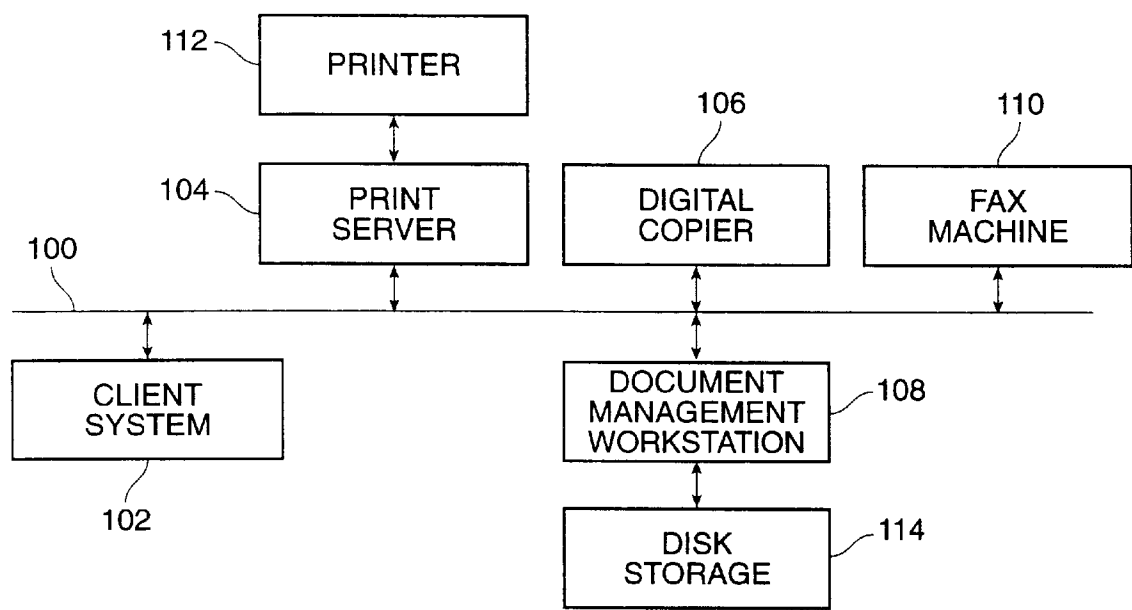 112
PRINTER
106
110
104
PRINT
SERVER
DIGITAL
COPIER
FAX
MACHINE
100
CLIENT
SYSTEM
DOCUMENT
MANAGEMENT
WORKSTATION
108
102
DISK
STORAGE
114